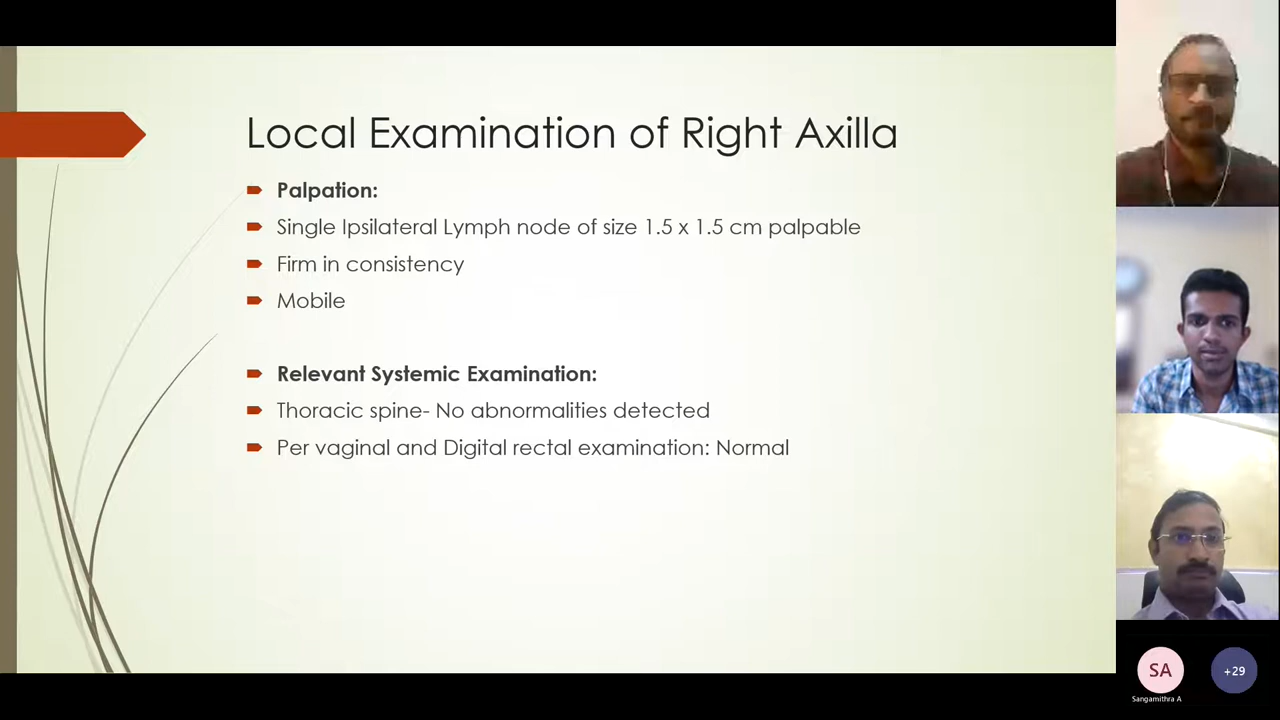 Local Examination of Right Axilla
Palpation:
Single Ipsilateral Lymph node of size 1.5 x 1.5 cm palpable
Firm in consistency
Mobile
Relevant Systemic Examination:
Thoracic spine- No abnormalities detected
Per vaginal and Digital rectal examination: Normal
SA
+29
Sangamithra A